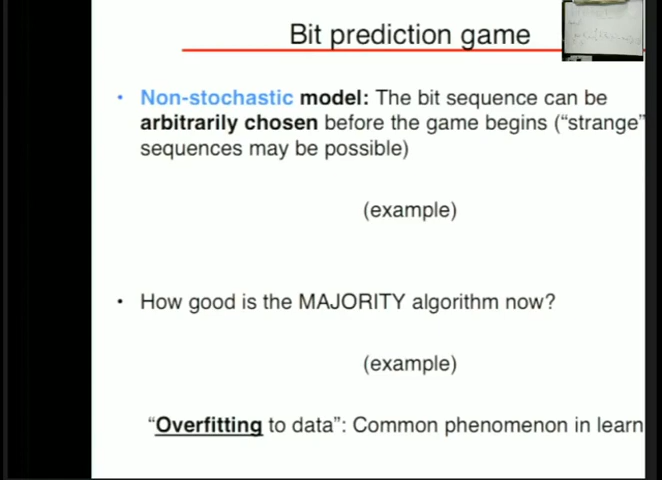 Bit prediction game
• Non-stochastic model: The bit sequence can be
arbitrarily chosen before the game begins (“strange”
sequences may be possible)
(example)
• How good is the MAJORITY algorithm now?
(example)
“Overfitting to data”: Common phenomenon in learn